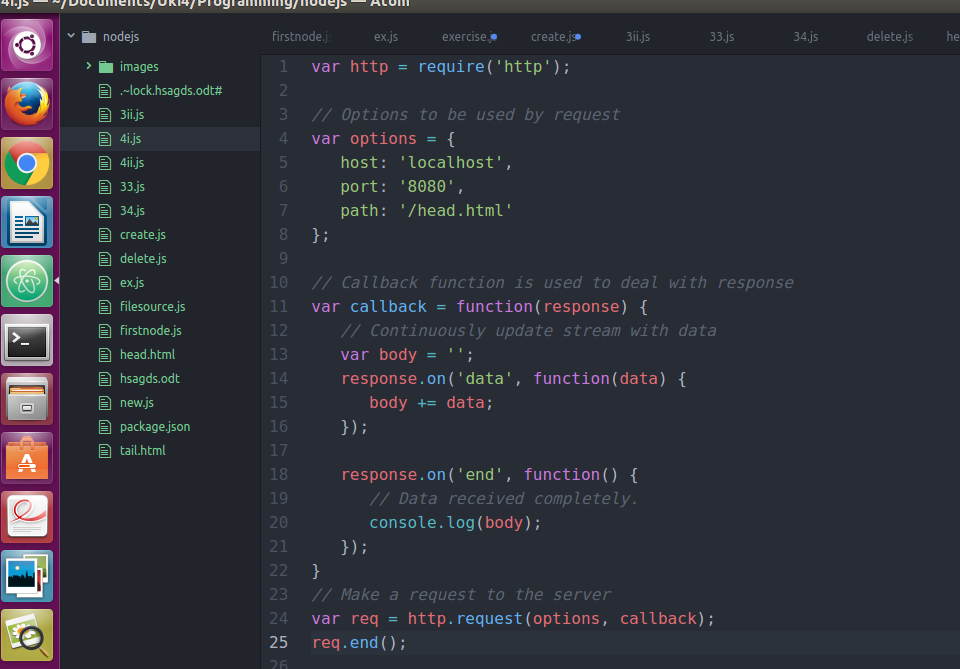 4i.js — ~/Documents/Uki4/Programming/nodejs — Atom
nodejs
images
.~lock.hsagds.odt#
3ii.js
4i.js
4ii.js
33.js
34.js
create.js
delete.js
ex.js
filesource.js
firstnode.js
head.html
hsagds.odt
new.js
package.json
tail.html
firstnode.js ex.js exercise.js create.js 3ii.js 33.js 34.js delete.js he
1 var http = require('http');
2
3 // Options to be used by request
4 var options = {
5 host: 'localhost',
6 port: '8080',
7 path: '/head.html'
8 };
9
10 // Callback function is used to deal with response
11 var callback = function(response) {
12 // Continuously update stream with data
13 var body = '';
14 response.on('data', function(data) {
15 body += data;
16 });
17
18 response.on('end', function() {
19 // Data received completely.
20 console.log(body);
21 });
22 }
23 // Make a request to the server
24 var req = http.request(options, callback);
25 req.end();
26